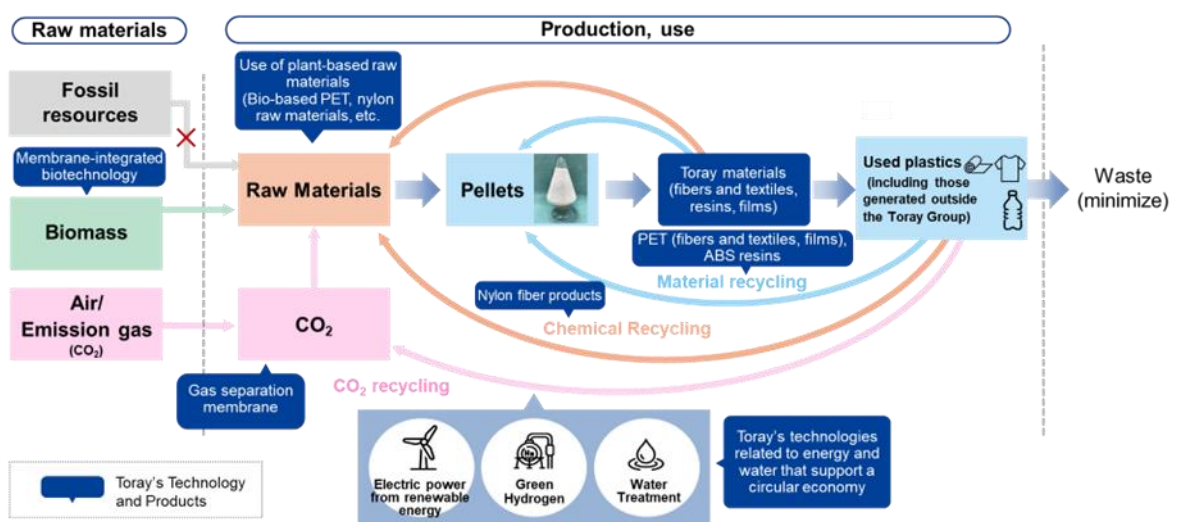 Raw materials
Production, use
Fossil
resources
Use of plant-based raw
materials
(Bio-based PET, nylon
raw materials, etc.
Membrane-integrated
biotechnology
Biomass
Air/
Emission gas
(CO₂)
Raw Materials
Pellets
Toray materials
(fibers and textiles,
resins, films)
Used plastics
(including those
generated outside
the Toray Group)
Waste
(minimize)
PET (fibers and textiles, films),
ABS resins
Material recycling
Nylon fiber products
Chemical Recycling
CO₂
CO₂ recycling
Gas separation
membrane
Electric power
from renewable
energy
Green
Hydrogen
Water
Treatment
Toray's technologies
related to energy and
water that support a
circular economy
Toray's Technology
and Products